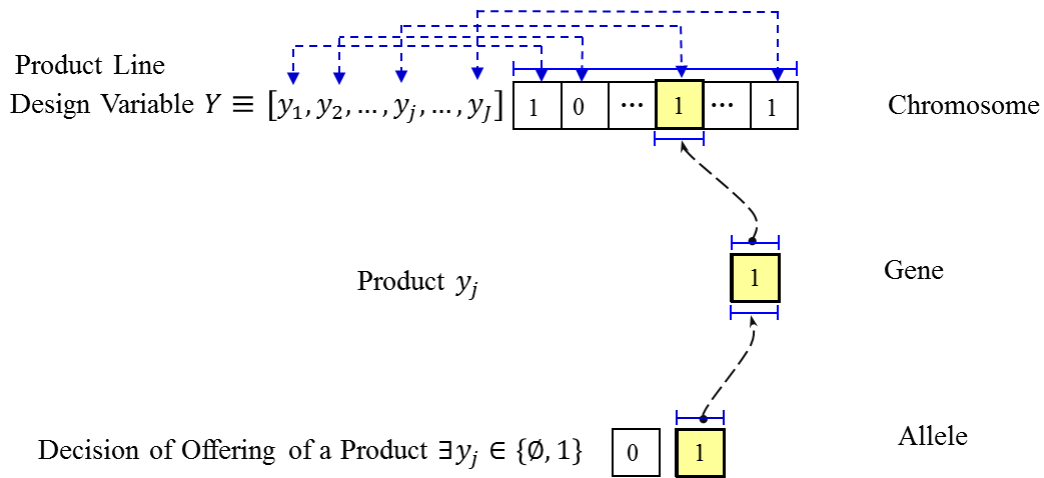 Product Line
Design Variable Y ≡ [y₁, y₂, …, yⱼ, …, y_J] 1 0 ··· 1 ··· 1 Chromosome
Product yⱼ 1 Gene
Decision of Offering of a Product ∃ yⱼ ∈ {∅, 1} 0 1 Allele